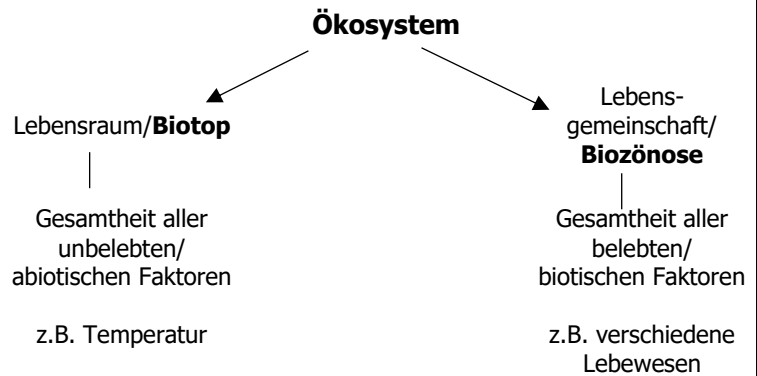 Ökosystem
Lebensraum/Biotop
Gesamtheit aller
unbelebten/
abiotischen Faktoren
z.B. Temperatur
Lebens-
gemeinschaft/
Biozönose
Gesamtheit aller
belebten/
biotischen Faktoren
z.B. verschiedene
Lebewesen